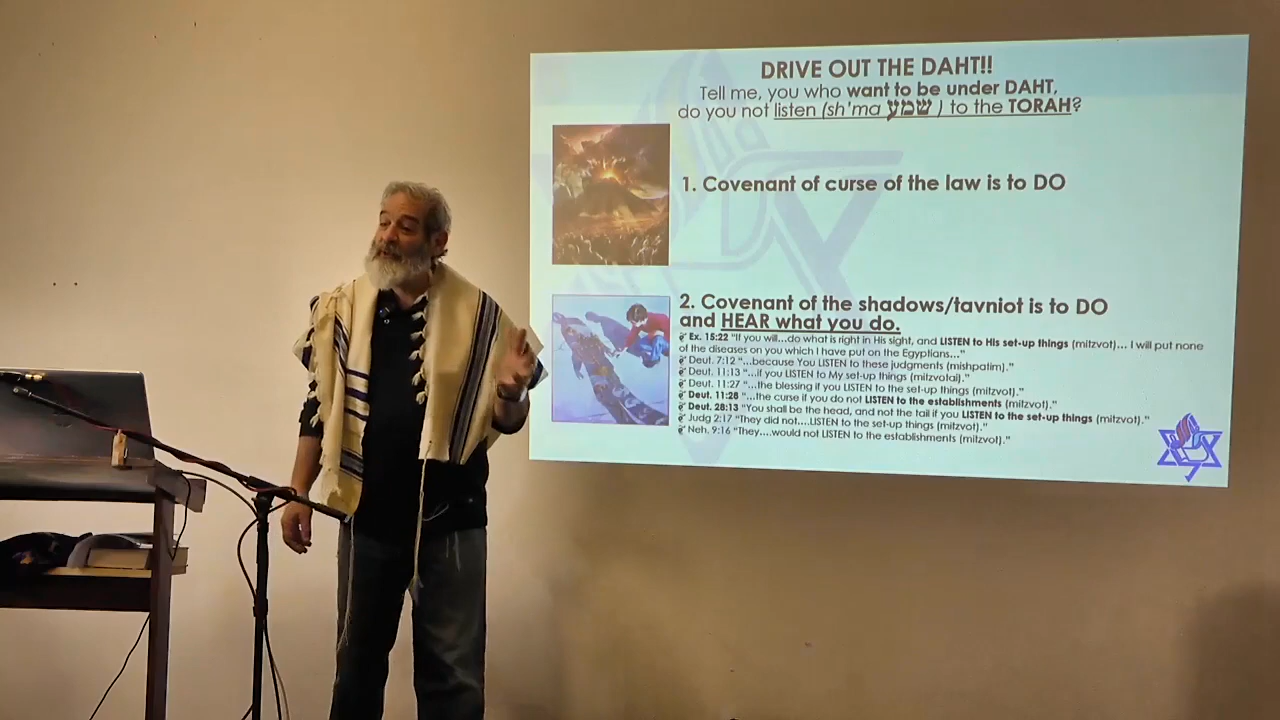 DRIVE OUT THE DAHT!!
Tell me, you who want to be under DAHT,
do you not listen (sh'ma שמע ) to the TORAH?
1. Covenant of curse of the law is to DO
2. Covenant of the shadows/tavniot is to DO
and HEAR what you do.
Ex. 15:22 "If you will...do what is right in His sight, and LISTEN to His set-up things (mitzvot)... I will put none
of the diseases on you which I have put on the Egyptians..."
Deut. 7:12 "...because You LISTEN to these judgments (mishpatim)."
Deut. 11:13 "...if you LISTEN to My set-up things (mitzvotai)."
Deut. 11:27 "...the blessing if you LISTEN to the set-up things (mitzvot)."
Deut. 11:28 "...the curse if you do not LISTEN to the establishments (mitzvot)."
Deut. 28:13 "You shall be the head, and not the tail if you LISTEN to the set-up things (mitzvot)."
Judg 2:17 "They did not....LISTEN to the set-up things (mitzvot)."
Neh. 9:16 "They....would not LISTEN to the establishments (mitzvot)."